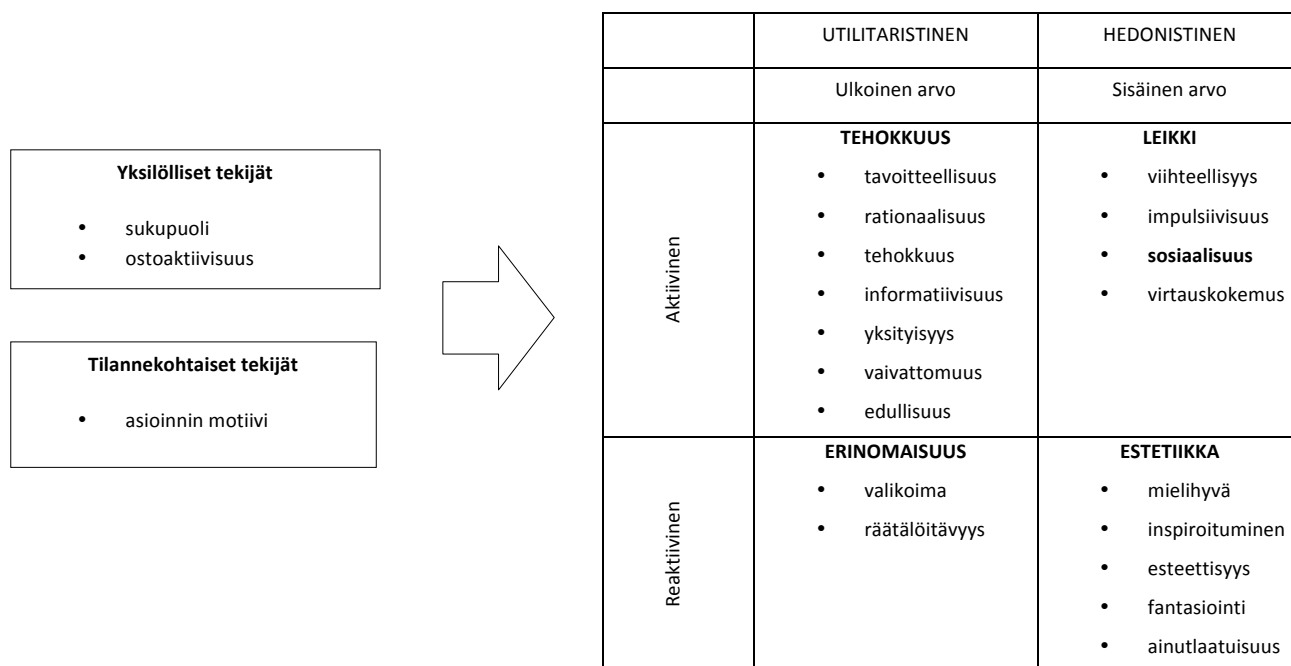 Yksilölliset tekijät
• sukupuoli
• ostoaktiivisuus
Tilannekohtaiset tekijät
• asioinnin motiivi
UTILITARISTINEN
HEDONISTINEN
Ulkoinen arvo
Sisäinen arvo
Aktiivinen
TEHOKKUUS
• tavoitteellisuus
• rationaalisuus
• tehokkuus
• informatiivisuus
• yksityisyys
• vaivattomuus
• edullisuus
LEIKKI
• viihteellisyys
• impulsiivisuus
• sosiaalisuus
• virtauskokemus
Reaktiivinen
ERINOMAISUUS
• valikoima
• räätälöitävyys
ESTETIIKKA
• mielihyvä
• inspiroituminen
• esteettisyys
• fantasiointi
• ainutlaatuisuus